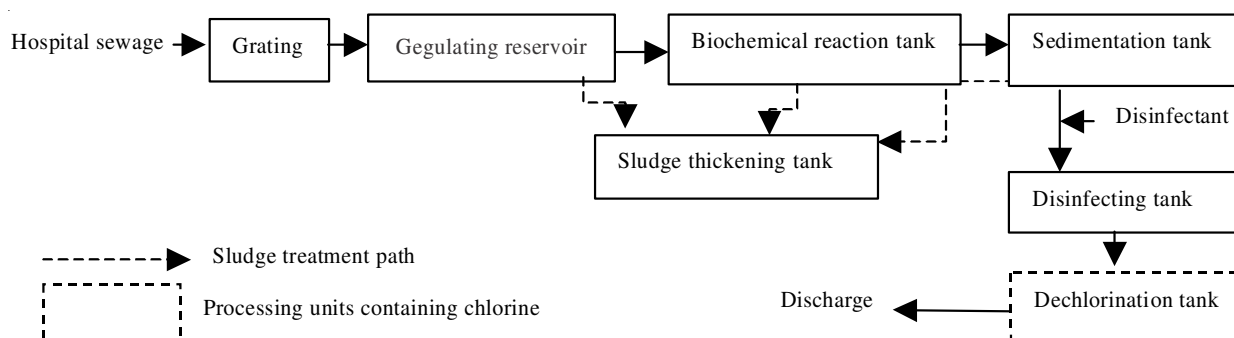 Hospital sewage
Grating
Gegulating reservoir
Biochemical reaction tank
Sedimentation tank
Disinfectant
Sludge thickening tank
Disinfecting tank
Sludge treatment path
Processing units containing chlorine
Discharge
Dechlorination tank